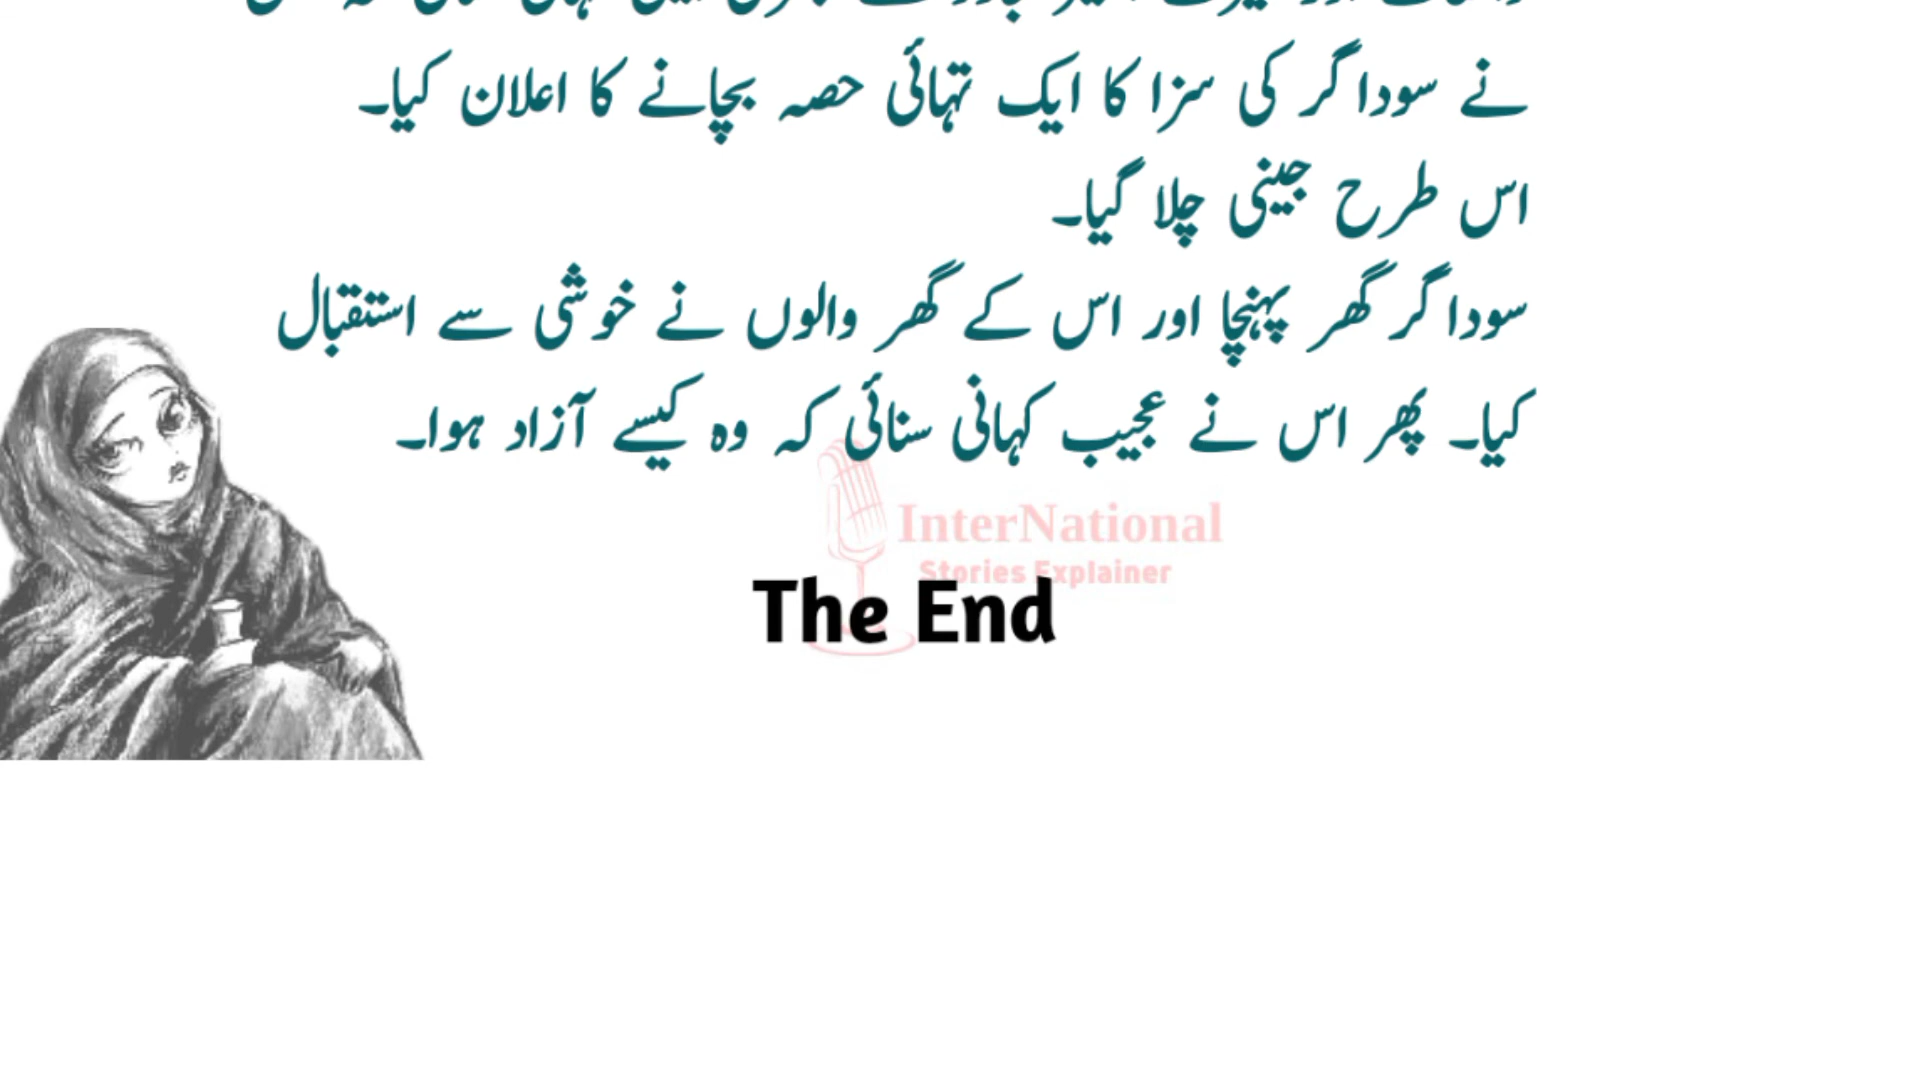 نے سوداگر کی سزا کا ایک تہائی حصہ بچانے کا اعلان کیا۔
اس طرح جینی چلا گیا۔
سوداگر گھر پہنچا اور اس کے گھر والوں نے خوشی سے استقبال
کیا۔ پھر اس نے عجیب کہانی سنائی کہ وہ کیسے آزاد ہوا۔
InterNational
Stories Explainer
The End